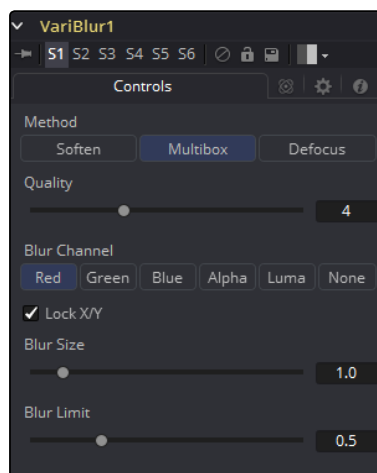 VariBlur1
S1 S2 S3 S4 S5 S6
Controls
Method
Soften Multibox Defocus
Quality
4
Blur Channel
Red Green Blue Alpha Luma None
Lock X/Y
Blur Size
1.0
Blur Limit
0.5